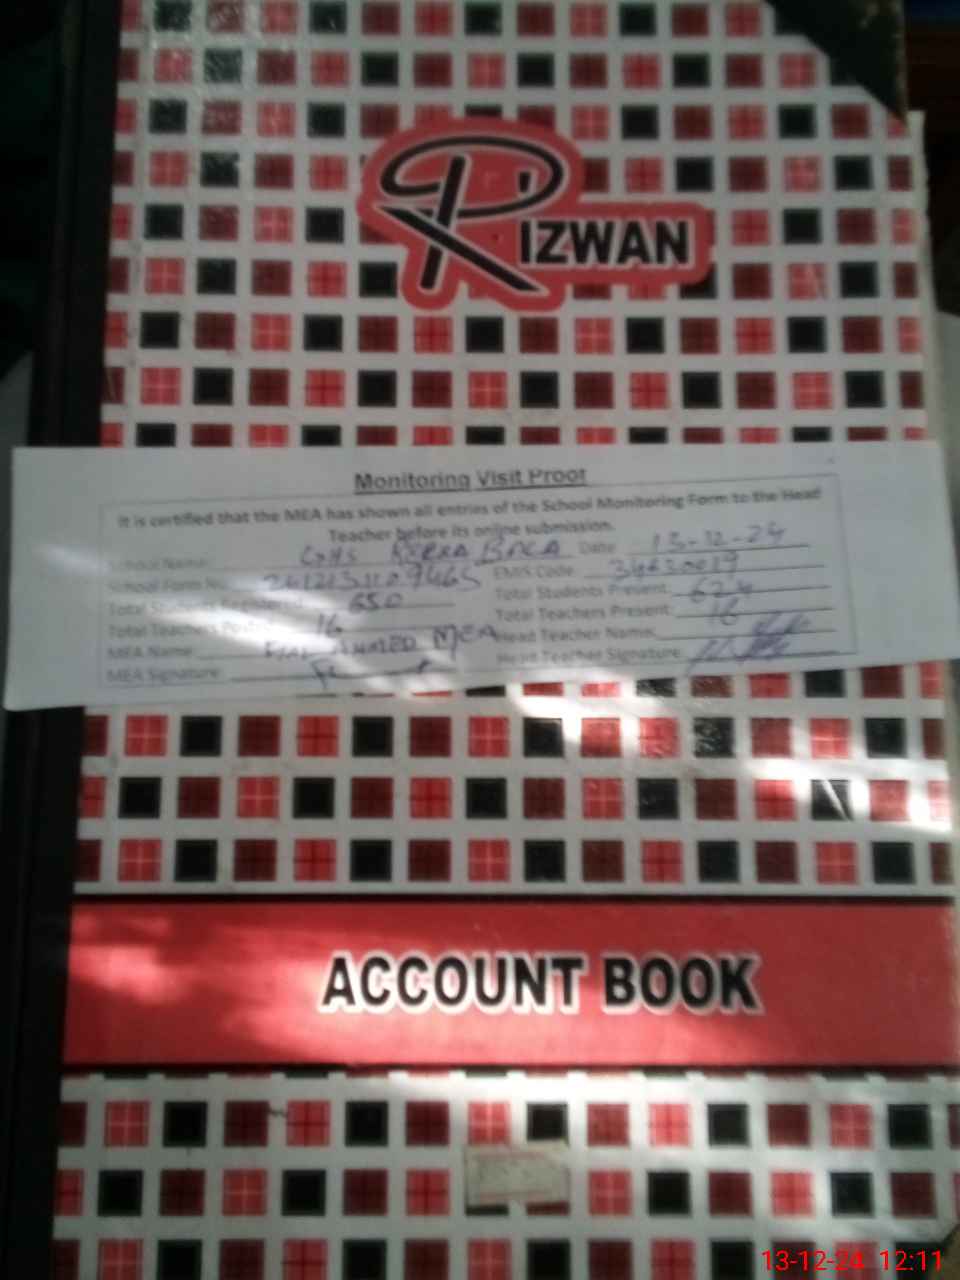 RIZWAN
Monitoring Visit Proof
It is certified that the MEA has shown all entries of the School Monitoring Form to the Head
Teacher before its online submission.
School Name: Date 13-12-24
School Form No. EMIS Code
Total Students Registered 650 Total Students Present: 624
Total Teachers Posted 16 Total Teachers Present: 16
MEA Name: AHMED MEA Head Teacher Name:
MEA Signature: Head Teacher Signature:
ACCOUNT BOOK
13-12-24 12:11